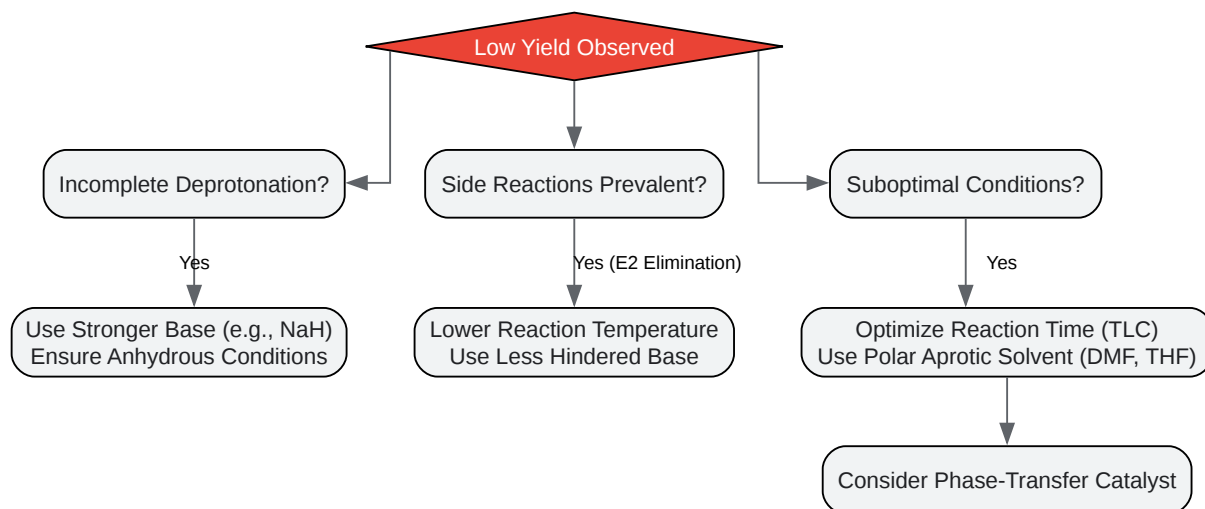 Low Yield Observed
Incomplete Deprotonation?
Side Reactions Prevalent?
Suboptimal Conditions?
Yes
Yes (E2 Elimination)
Yes
Use Stronger Base (e.g., NaH)
Ensure Anhydrous Conditions
Lower Reaction Temperature
Use Less Hindered Base
Optimize Reaction Time (TLC)
Use Polar Aprotic Solvent (DMF, THF)
Consider Phase-Transfer Catalyst